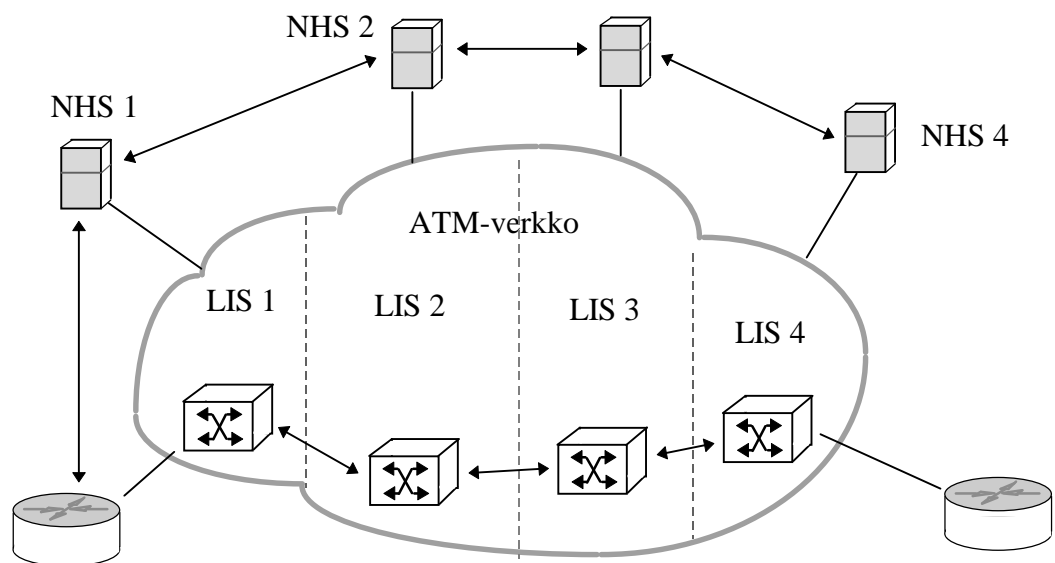 NHS 2
NHS 1
NHS 4
ATM-verkko
LIS 1
LIS 2
LIS 3
LIS 4